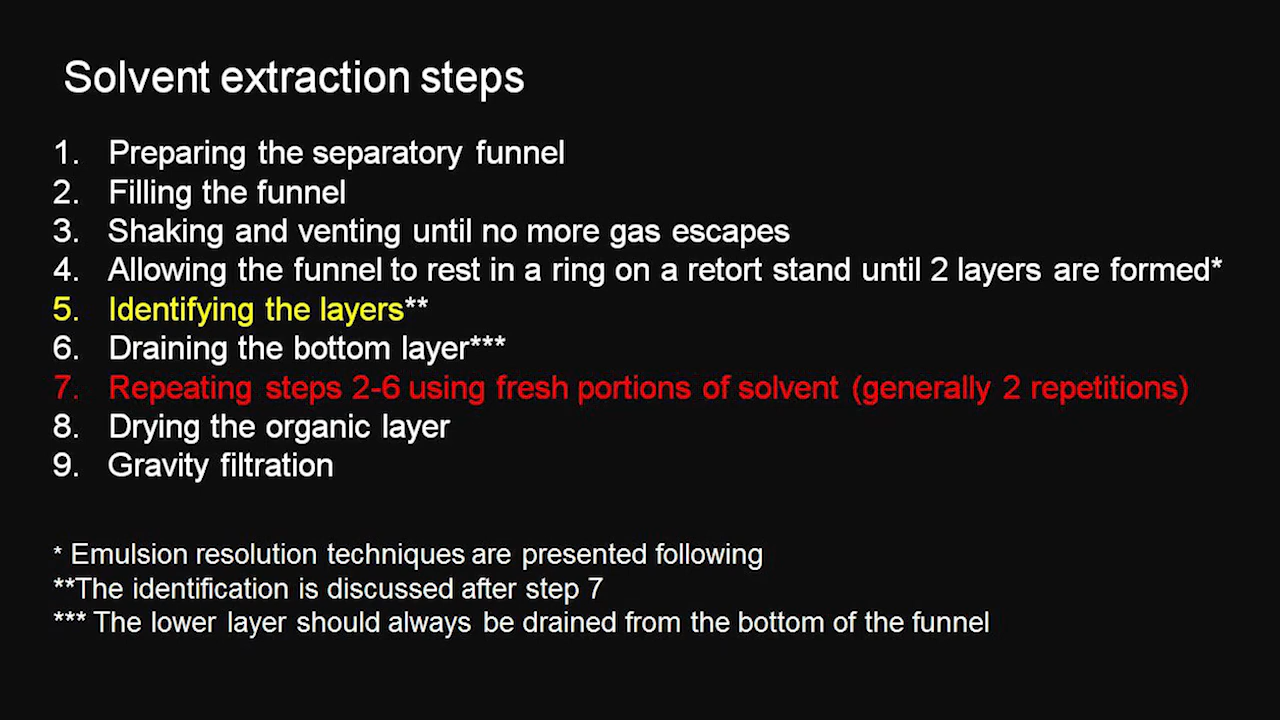 Solvent extraction steps
1. Preparing the separatory funnel
2. Filling the funnel
3. Shaking and venting until no more gas escapes
4. Allowing the funnel to rest in a ring on a retort stand until 2 layers are formed*
5. Identifying the layers**
6. Draining the bottom layer***
7. Repeating steps 2-6 using fresh portions of solvent (generally 2 repetitions)
8. Drying the organic layer
9. Gravity filtration
* Emulsion resolution techniques are presented following
**The identification is discussed after step 7
*** The lower layer should always be drained from the bottom of the funnel